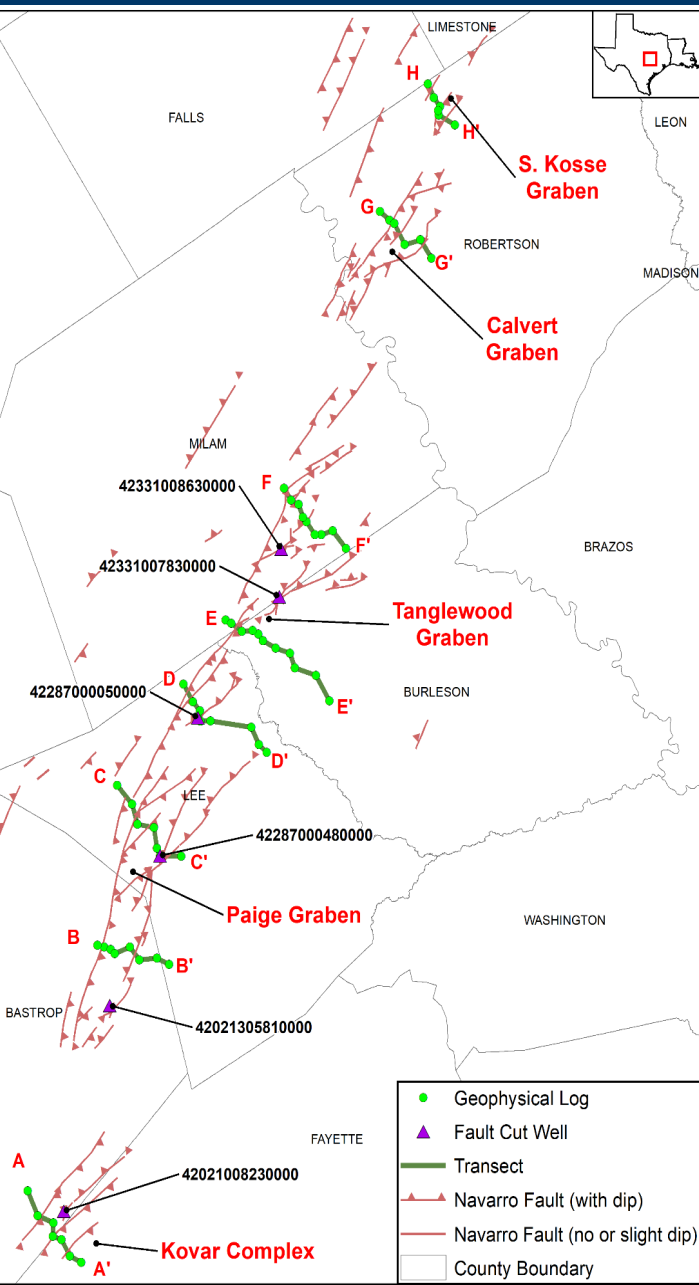 LIMESTONE
H
FALLS
LEON
H'
S. Kosse
Graben
G
ROBERTSON
G'
MADISON
Calvert
Graben
MILAM
F
42331008630000
F'
BRAZOS
42331007830000
E
Tanglewood
Graben
D
42287000050000
BURLESON
E'
D'
C
LEE
42287000480000
C'
Paige Graben
WASHINGTON
B
B'
BASTROP
42021305810000
Geophysical Log
Fault Cut Well
FAYETTE
A
Transect
42021008230000
Navarro Fault (with dip)
Navarro Fault (no or slight dip)
Kovar Complex
A'
County Boundary